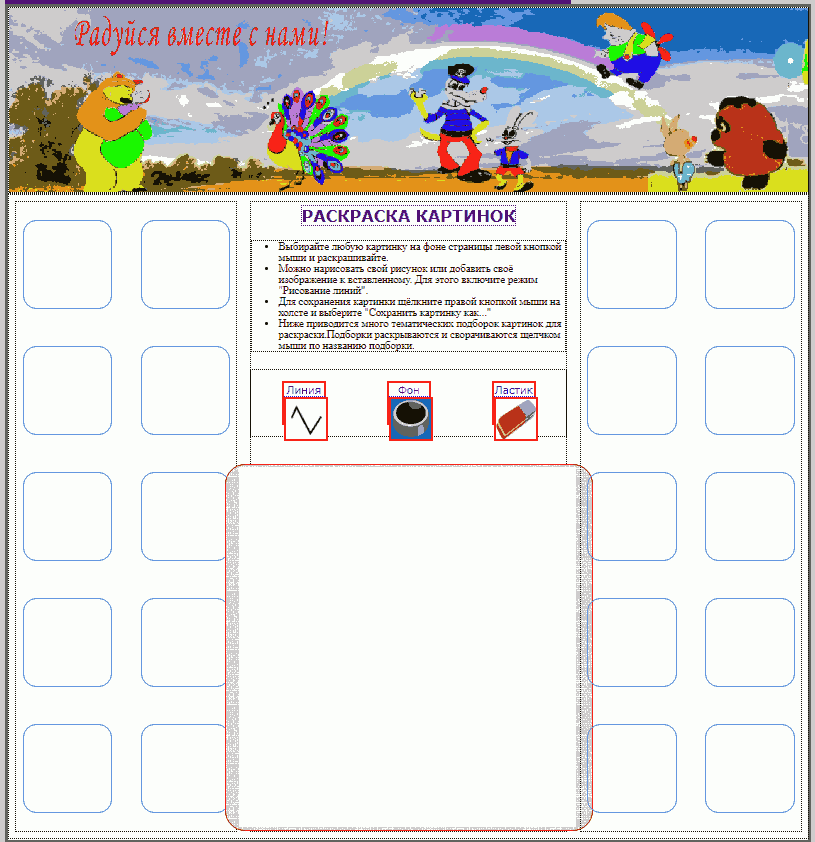 Радуйся вместе с нами!
РАСКРАСКА КАРТИНОК
Выбирайте любую картинку на фоне страницы левой кнопкой
мыши и раскрашивайте.
Можно нарисовать свой рисунок или добавить своё
изображение к вставленному. Для этого включите режим
"Рисование линий".
Для сохранения картинки щёлкните правой кнопкой мыши на
холсте и выберите "Сохранить картинку как..."
Ниже приводится много тематических подборок картинок для
раскраски.Подборки раскрываются и сворачиваются щелчком
мыши по названию подборки.
Линия
Фон
Ластик